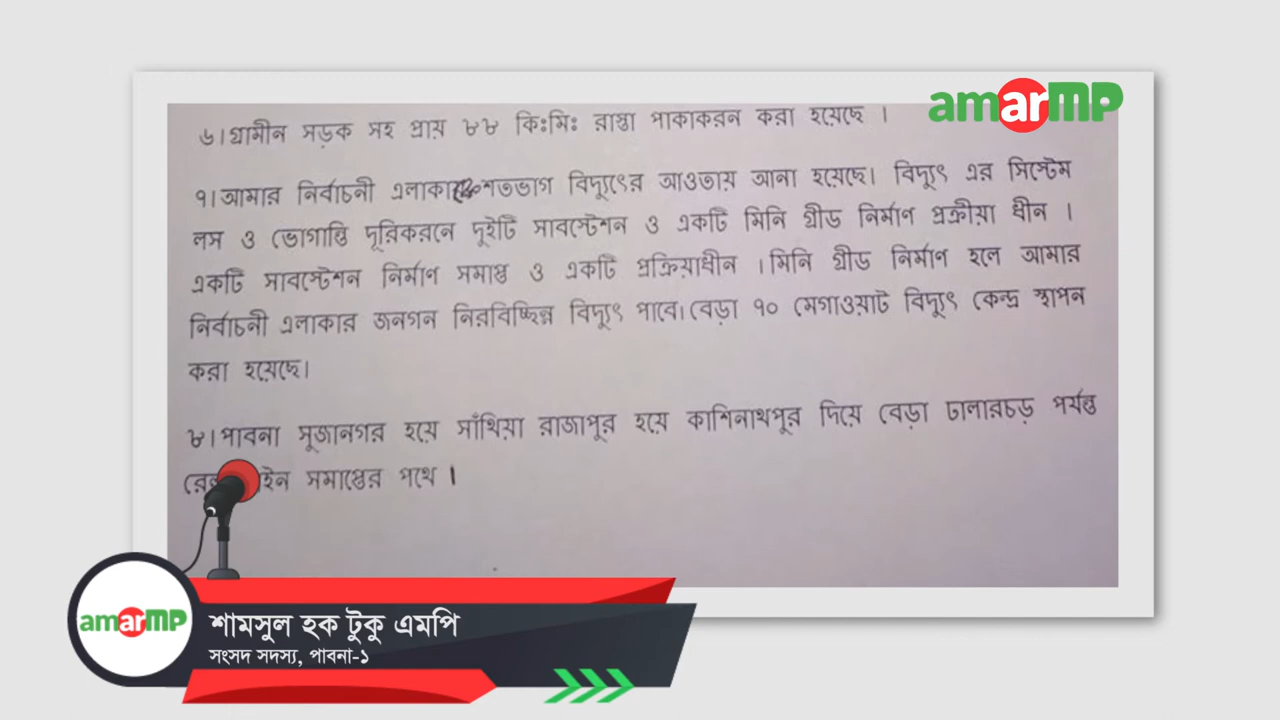 amarMP
৬। গ্রামীন সড়ক সহ প্রায় ৮৮ কিঃমিঃ রাস্তা পাকাকরন করা হয়েছে ।
৭। আমার নির্বাচনী এলাকা শতভাগ বিদ্যুৎের আওতায় আনা হয়েছে। বিদ্যুৎ এর সিস্টেম
লস ও ভোগান্তি দূরিকরনে দুইটি সাবস্টেশন ও একটি মিনি গ্রীড নির্মাণ প্রক্রীয়া ধীন ।
একটি সাবস্টেশন নির্মাণ সমাপ্ত ও একটি প্রক্রিয়াধীন । মিনি গ্রীড নির্মাণ হলে আমার
নির্বাচনী এলাকার জনগন নিরবিচ্ছিন্ন বিদ্যুৎ পাবে। বেড়া ৭০ মেগাওয়াট বিদ্যুৎ কেন্দ্র স্থাপন
করা হয়েছে।
৮। পাবনা সুজানগর হয়ে সাঁথিয়া রাজাপুর হয়ে কাশিনাথপুর দিয়ে বেড়া ঢালারচড় পর্যন্ত
সমাপ্তের পথে ।
amarMP
শামসুল হক টুকু এমপি
সংসদ সদস্য, পাবনা-১